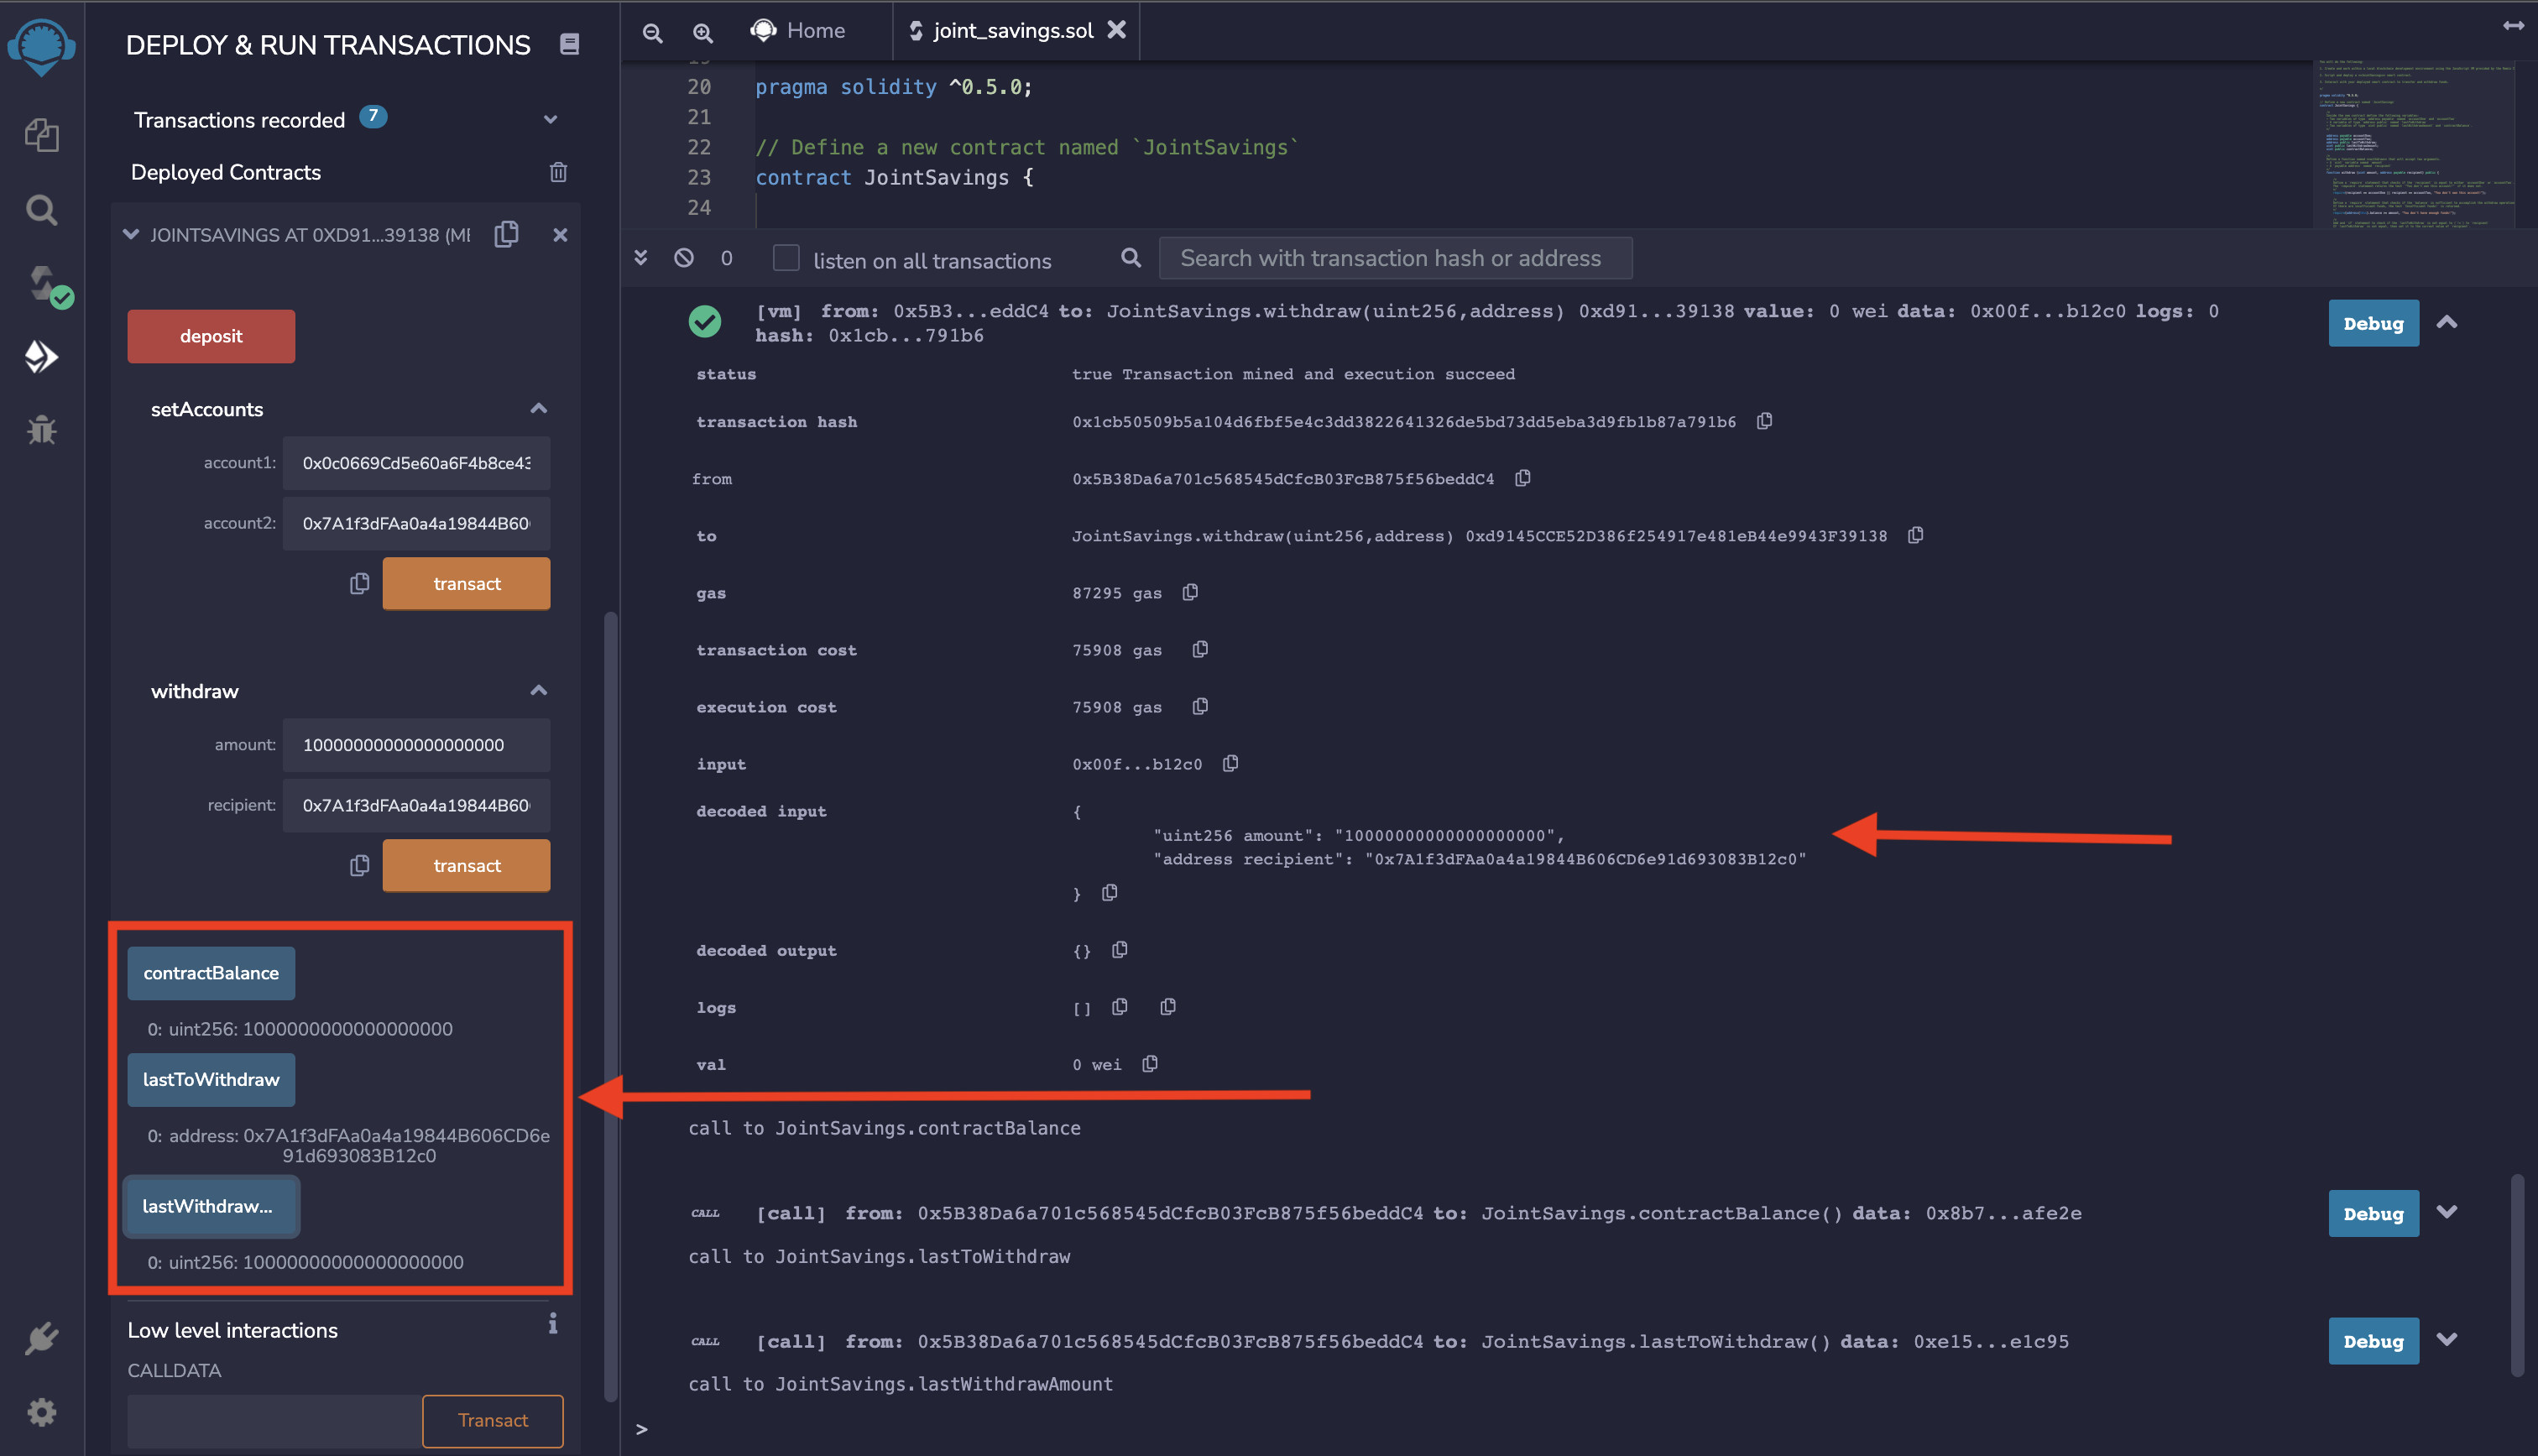 DEPLOY & RUN TRANSACTIONS
Transactions recorded 7
Deployed Contracts
JOINTSAVINGS AT 0XD91...39138 (ME
deposit
setAccounts
account1: 0x0c0669Cd5e60a6F4b8ce43
account2: 0x7A1f3dFAa0a4a19844B60
transact
withdraw
amount: 10000000000000000000
recipient: 0x7A1f3dFAa0a4a19844B60
transact
contractBalance
0: uint256: 1000000000000000000
lastToWithdraw
0: address: 0x7A1f3dFAa0a4a19844B606CD6e
91d693083B12c0
lastWithdraw...
0: uint256: 10000000000000000000
Low level interactions
i
CALLDATA
Transact
Home
joint_savings.sol
20 pragma solidity ^0.5.0;
21
22 // Define a new contract named `JointSavings`
23 contract JointSavings {
24
0 listen on all transactions Search with transaction hash or address
[vm] from: 0x5B3...eddC4 to: JointSavings.withdraw(uint256,address) 0xd91...39138 value: 0 wei data: 0x00f...b12c0 logs: 0
hash: 0x1cb...791b6
Debug
status true Transaction mined and execution succeed
transaction hash 0x1cb50509b5a104d6fbf5e4c3dd3822641326de5bd73dd5eba3d9fb1b87a791b6
from 0x5B38Da6a701c568545dCfcB03FcB875f56beddC4
to JointSavings.withdraw(uint256,address) 0xd9145CCE52D386f254917e481eB44e9943F39138
gas 87295 gas
transaction cost 75908 gas
execution cost 75908 gas
input 0x00f...b12c0
decoded input {
"uint256 amount": "10000000000000000000",
"address recipient": "0x7A1f3dFAa0a4a19844B606CD6e91d693083B12c0"
}
decoded output {}
logs []
val 0 wei
call to JointSavings.contractBalance
CALL [call] from: 0x5B38Da6a701c568545dCfcB03FcB875f56beddC4 to: JointSavings.contractBalance() data: 0x8b7...afe2e
Debug
call to JointSavings.lastToWithdraw
CALL [call] from: 0x5B38Da6a701c568545dCfcB03FcB875f56beddC4 to: JointSavings.lastToWithdraw() data: 0xe15...e1c95
Debug
call to JointSavings.lastWithdrawAmount
>